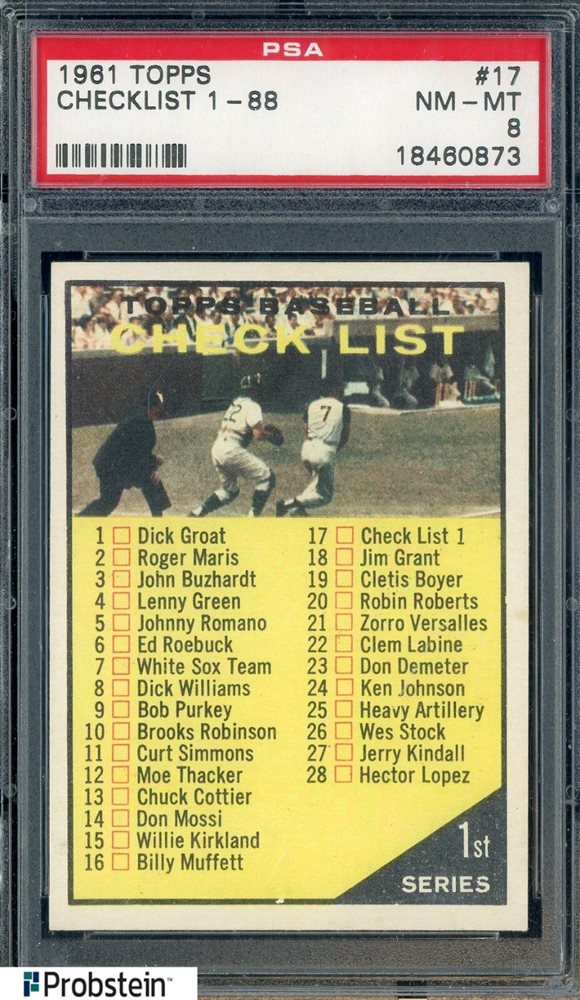 PSA
1961 TOPPS #17
CHECKLIST 1-88 NM-MT
8
18460873
TOPPS BASEBALL
CHECK LIST
12
7
1 Dick Groat
2 Roger Maris
3 John Buzhardt
4 Lenny Green
5 Johnny Romano
6 Ed Roebuck
7 White Sox Team
8 Dick Williams
9 Bob Purkey
10 Brooks Robinson
11 Curt Simmons
12 Moe Thacker
13 Chuck Cottier
14 Don Mossi
15 Willie Kirkland
16 Billy Muffett
17 Check List 1
18 Jim Grant
19 Cletis Boyer
20 Robin Roberts
21 Zorro Versalles
22 Clem Labine
23 Don Demeter
24 Ken Johnson
25 Heavy Artillery
26 Wes Stock
27 Jerry Kindall
28 Hector Lopez
1st
SERIES
Probstein™